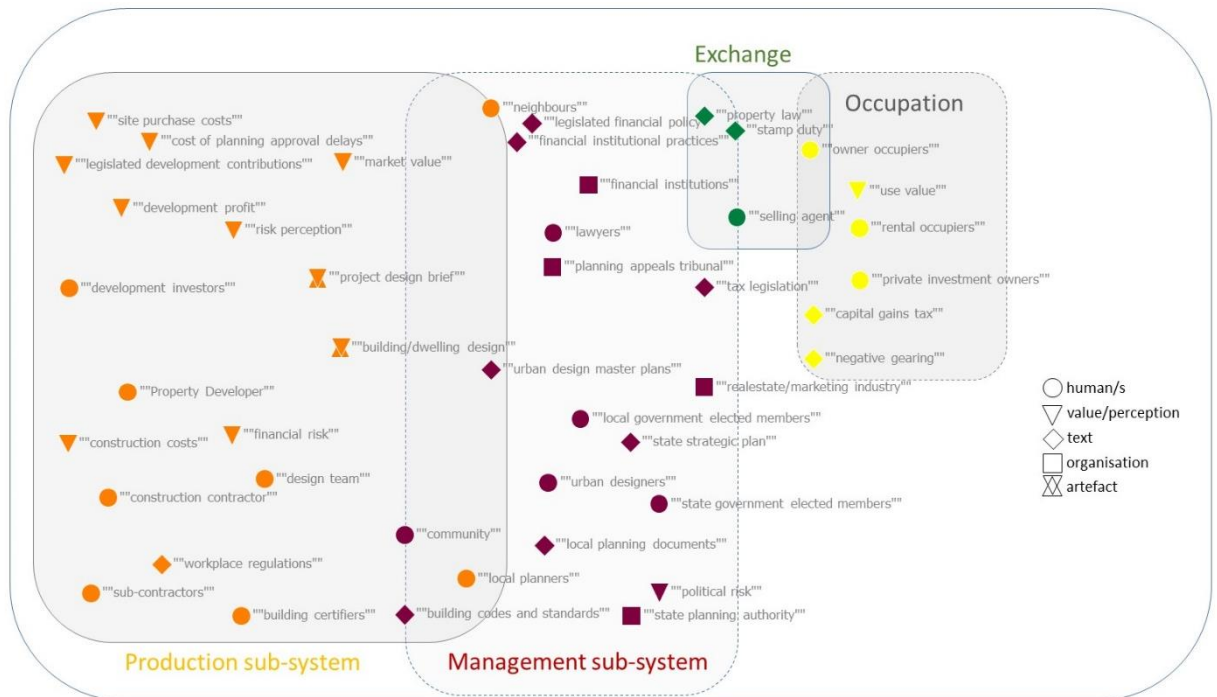 Exchange
Occupation
""neighbours""
""site purchase costs""
""cost of planning approval delays""
""legislated development contributions""
""market value""
""development profit""
""risk perception""
""project design brief""
""development investors""
""building/dwelling design""
""Property Developer""
""construction costs""
""financial risk""
""design team""
""construction contractor""
""community""
""workplace regulations""
""local planners""
""sub-contractors""
""building certifiers""
""legislated financial policy
""financial institutional practices""
""financial institutions""
""lawyers""
""planning appeals tribunal""
""tax legislation""
""urban design master plans""
""realestate/marketing industry""
""local government elected members""
""state strategic plan""
""urban designers""
""state government elected members""
""local planning documents""
""political risk""
""building codes and standards""
""state planning authority""
""property law""
""stamp duty""
""selling agent""
""owner occupiers""
""use value""
""rental occupiers""
""private investment owners""
""capital gains tax""
""negative gearing""
human/s
value/perception
text
organisation
artefact
Production sub-system
Management sub-system